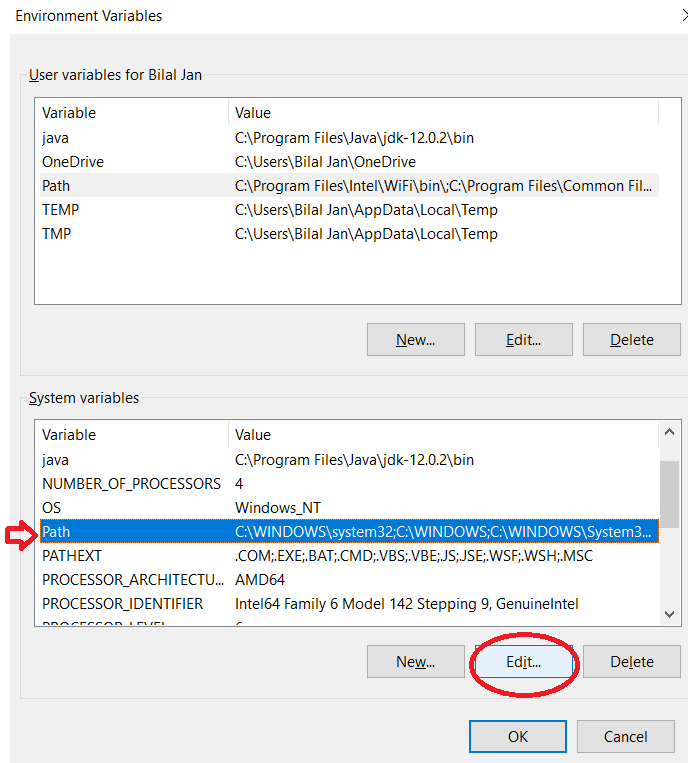 Environment Variables
User variables for Bilal Jan
Variable Value
java C:\Program Files\Java\jdk-12.0.2\bin
OneDrive C:\Users\Bilal Jan\OneDrive
Path C:\Program Files\Intel\WiFi\bin\;C:\Program Files\Common Fil...
TEMP C:\Users\Bilal Jan\AppData\Local\Temp
TMP C:\Users\Bilal Jan\AppData\Local\Temp
New... Edit... Delete
System variables
Variable Value
java C:\Program Files\Java\jdk-12.0.2\bin
NUMBER_OF_PROCESSORS 4
OS Windows_NT
Path C:\WINDOWS\system32;C:\WINDOWS;C:\WINDOWS\System3...
PATHEXT .COM;.EXE;.BAT;.CMD;.VBS;.VBE;.JS;.JSE;.WSF;.WSH;.MSC
PROCESSOR_ARCHITECTU... AMD64
PROCESSOR_IDENTIFIER Intel64 Family 6 Model 142 Stepping 9, GenuineIntel
New... Edit... Delete
OK Cancel